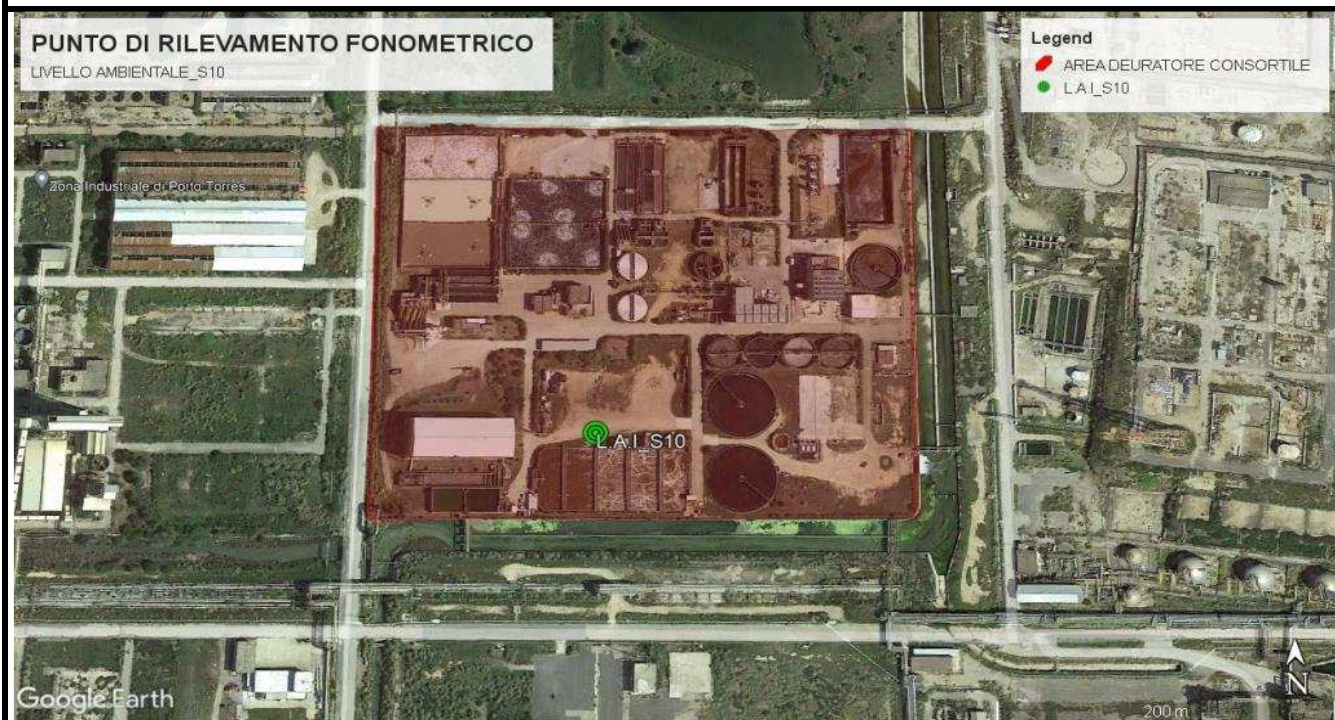 PUNTO DI RILEVAMENTO FONOMETRICO
LIVELLO AMBIENTALE_S10
Legend
AREA DEURATORE CONSORTILE
L.A.I_S10
Zona Industriale di Porto Torres
L.A.I_S10
Google Earth
N
200 m